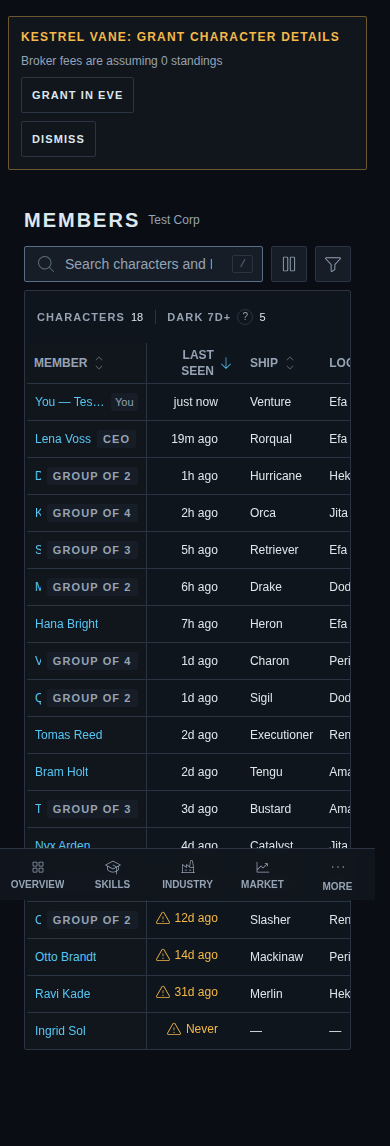 KESTREL VANE: GRANT CHARACTER DETAILS
Broker fees are assuming 0 standings
GRANT IN EVE
DISMISS
MEMBERS Test Corp
Search characters and /
CHARACTERS 18 DARK 7D+ ? 5
MEMBER LAST SEEN SHIP
You — Tes... You just now Venture Efa
Lena Voss CEO 19m ago Rorqual Efa
GROUP OF 2 1h ago Hurricane Hek
K GROUP OF 4 2h ago Orca Jita
S GROUP OF 3 5h ago Retriever Efa
GROUP OF 2 6h ago Drake Dod
Hana Bright 7h ago Heron Efa
V GROUP OF 4 1d ago Charon Peri
GROUP OF 2 1d ago Sigil Dod
Tomas Reed 2d ago Executioner Ren
Bram Holt 2d ago Tengu Ama
T GROUP OF 3 3d ago Bustard Ama
Nyx Arden 4d ago Catalyst Jita
OVERVIEW SKILLS INDUSTRY MARKET MORE
GROUP OF 2 12d ago Slasher Ren
Otto Brandt 14d ago Mackinaw Peri
Ravi Kade 31d ago Merlin Hek
Ingrid Sol Never — —